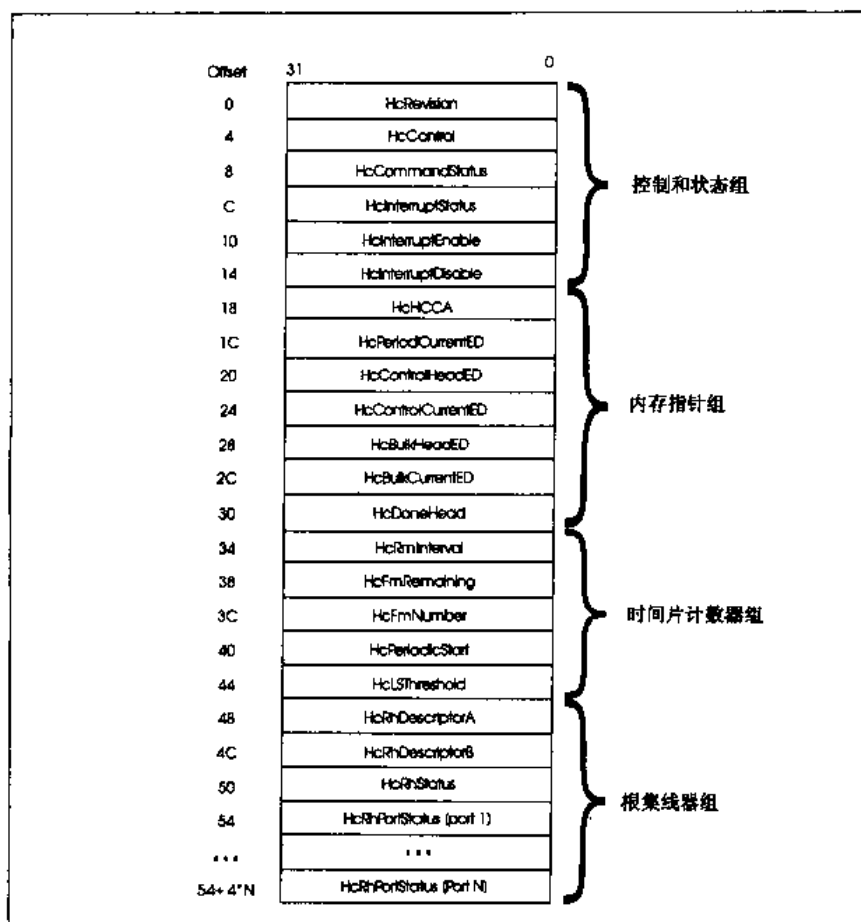 Offset 31 0
0 HcRevision
4 HcControl
8 HcCommandStatus
C HcInterruptStatus
10 HcInterruptEnable
14 HcInterruptDisable
控制和状态组
18 HcHCCA
1C HcPeriodCurrentED
20 HcControlHeadED
24 HcControlCurrentED
28 HcBulkHeadED
2C HcBulkCurrentED
30 HcDoneHead
内存指针组
34 HcRmInterval
38 HcFmRemaining
3C HcFmNumber
40 HcPeriodicStart
44 HcLSThreshold
时间片计数器组
48 HcRhDescriptorA
4C HcRhDescriptorB
50 HcRhStatus
54 HcRhPortStatus (port 1)
... ...
54+4*N HcRhPortStatus (Port N)
根集线器组